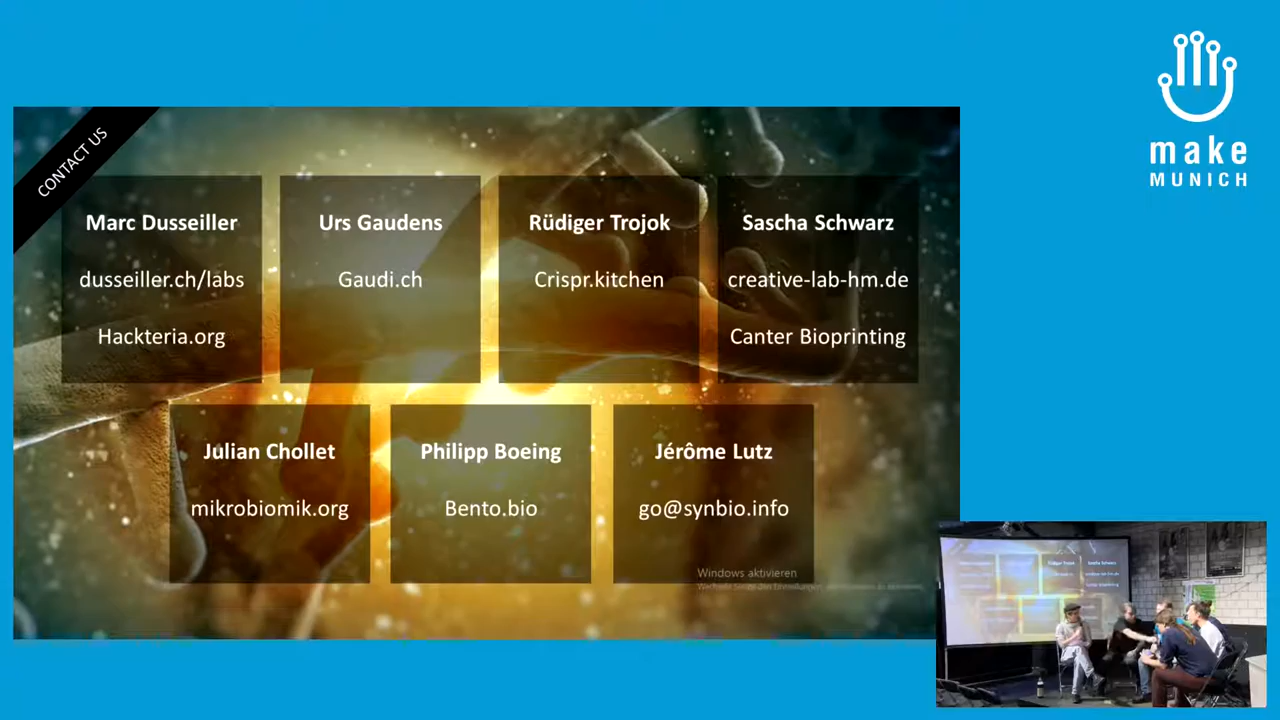 make
MUNICH
CONTACT US
Marc Dusseiller
dusseiller.ch/labs
Hackteria.org
Urs Gaudens
Gaudi.ch
Rüdiger Trojok
Crispr.kitchen
Sascha Schwarz
creative-lab-hm.de
Canter Bioprinting
Julian Chollet
mikrobiomik.org
Philipp Boeing
Bento.bio
Jérôme Lutz
go@synbio.info
Windows aktivieren